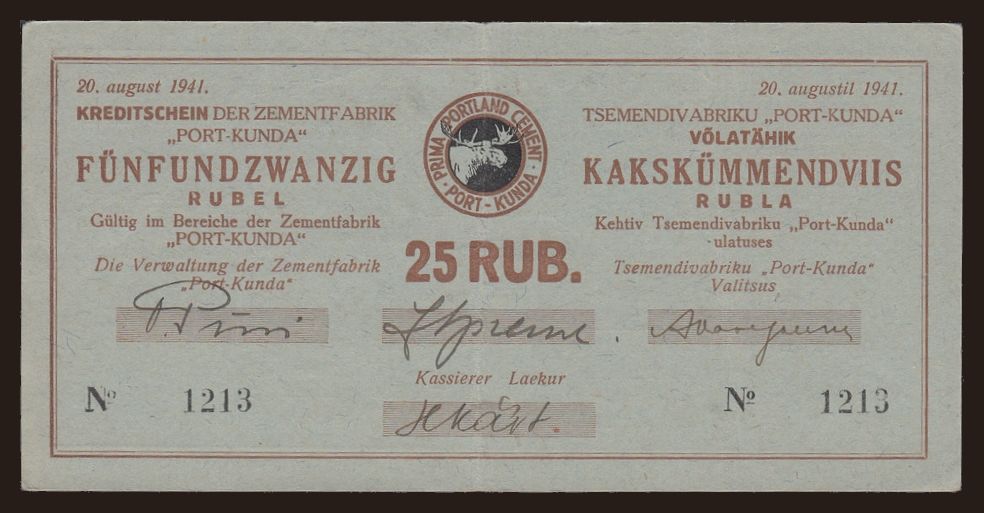 20. august 1941.
KREDITSCHEIN DER ZEMENTFABRIK
„PORT-KUNDA“
FÜNFUNDZWANZIG
RUBEL
Gültig im Bereiche der Zementfabrik
„PORT-KUNDA“
Die Verwaltung der Zementfabrik
„Port-Kunda“
PRIMA PORTLAND CEMENT
· PORT-KUNDA ·
25 RUB.
20. augustil 1941.
TSEMENDIVABRIKU „PORT-KUNDA“
VÕLATÄHIK
KAKSKÜMMENDVIIS
RUBLA
Kehtiv Tsemendivabriku „Port-Kunda“
ulatuses
Tsemendivabriku „Port-Kunda“
Valitsus
Kassierer Laekur
№ 1213
№ 1213